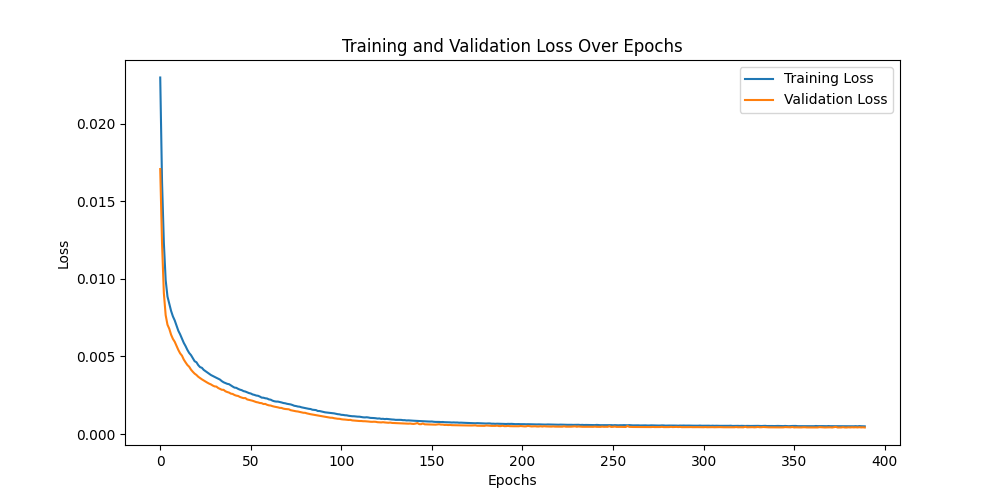 Training and Validation Loss Over Epochs
Training Loss
Validation Loss
0.020
0.015
0.010
0.005
0.000
Loss
0 50 100 150 200 250 300 350 400
Epochs